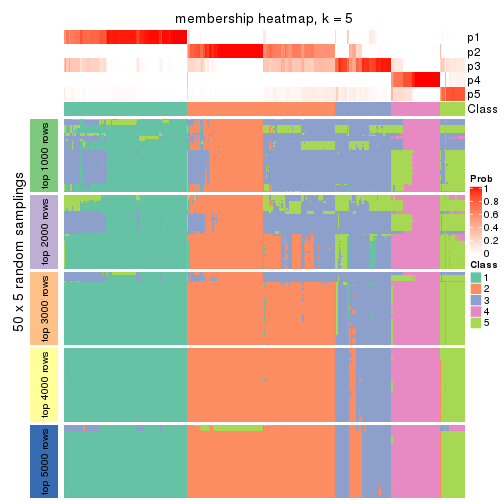 membership heatmap, k = 5
p1
p2
p3
p4
p5
Class
50 x 5 random samplings
top 1000 rows
top 2000 rows
top 3000 rows
top 4000 rows
top 5000 rows
Prob
1
0.8
0.6
0.4
0.2
0
Class
1
2
3
4
5